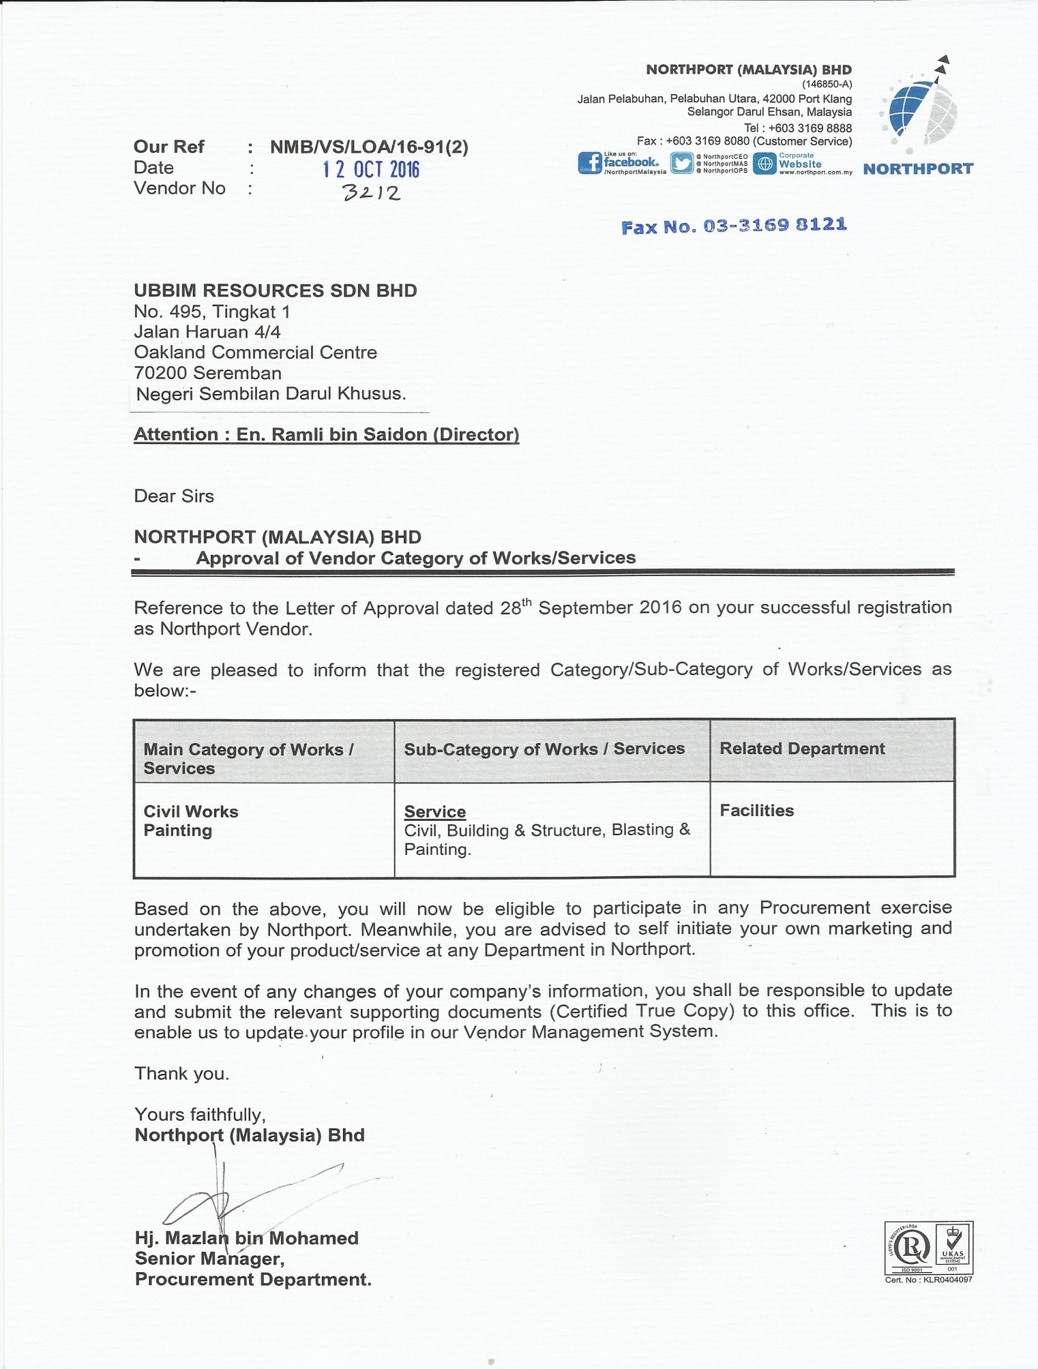 NORTHPORT (MALAYSIA) BHD
(146850-A)
Jalan Pelabuhan, Pelabuhan Utara, 42000 Port Klang
Selangor Darul Ehsan, Malaysia
Tel : +603 3169 8888
Fax : +603 3169 8080 (Customer Service)
Like us on:
facebook.
/NorthportMalaysia
@ NorthportCEO
@ NorthportMAS
@ NorthportOPS
Corporate
Website
www.northport.com.my
NORTHPORT
Our Ref : NMB/VS/LOA/16-91(2)
Date : 12 OCT 2016
Vendor No : 3212
Fax No. 03-3169 8121
UBBIM RESOURCES SDN BHD
No. 495, Tingkat 1
Jalan Haruan 4/4
Oakland Commercial Centre
70200 Seremban
Negeri Sembilan Darul Khusus.
Attention : En. Ramli bin Saidon (Director)
Dear Sirs
NORTHPORT (MALAYSIA) BHD
- Approval of Vendor Category of Works/Services
Reference to the Letter of Approval dated 28th September 2016 on your successful registration
as Northport Vendor.
We are pleased to inform that the registered Category/Sub-Category of Works/Services as
below:-
Main Category of Works /
Services
Sub-Category of Works / Services
Related Department
Civil Works
Painting
Service
Civil, Building & Structure, Blasting &
Painting.
Facilities
Based on the above, you will now be eligible to participate in any Procurement exercise
undertaken by Northport. Meanwhile, you are advised to self initiate your own marketing and
promotion of your product/service at any Department in Northport.
In the event of any changes of your company's information, you shall be responsible to update
and submit the relevant supporting documents (Certified True Copy) to this office. This is to
enable us to update your profile in our Vendor Management System.
Thank you.
Yours faithfully,
Northport (Malaysia) Bhd
Hj. Mazlan bin Mohamed
Senior Manager,
Procurement Department.
ISO 9001
UKAS
001
Cert. No : KLR0404097